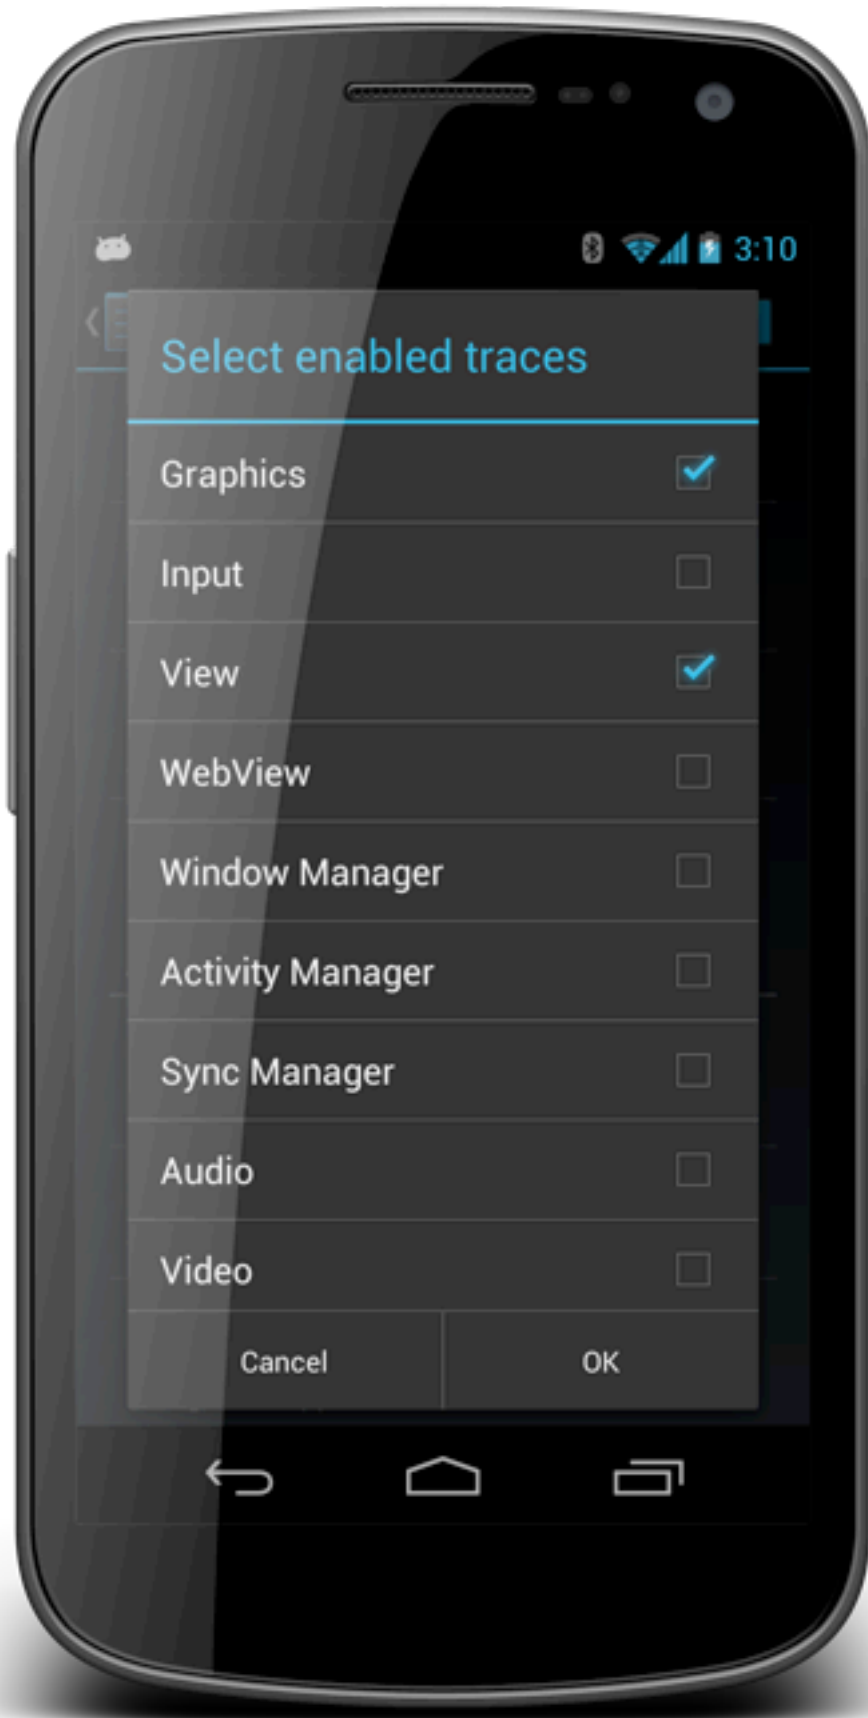 3:10
Select enabled traces
Graphics
Input
View
WebView
Window Manager
Activity Manager
Sync Manager
Audio
Video
Cancel
OK